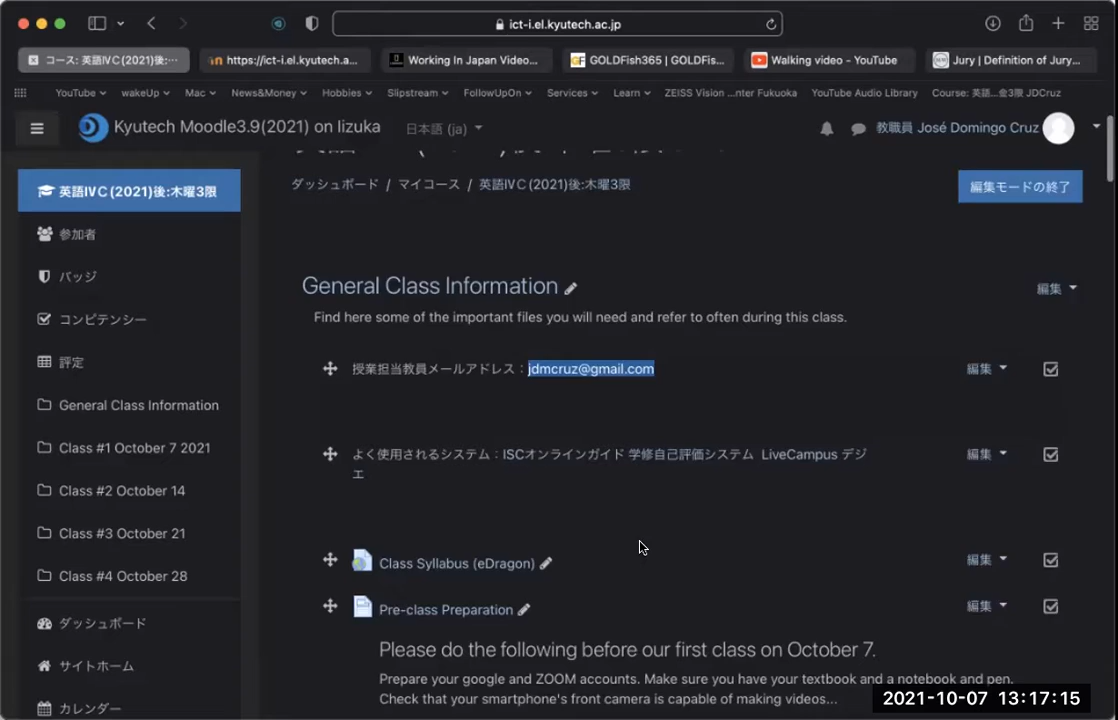 ict-i.el.kyutech.ac.jp
コース: 英語ⅣC(2021)後:…
https://ict-i.el.kyutech.a...
Working In Japan Video...
GOLDFish365 | GOLDFis...
Walking video - YouTube
Jury | Definition of Jury...
YouTube
wakeUp
Mac
News&Money
Hobbies
Slipstream
FollowUpOn
Services
Learn
ZEISS Vision ...nter Fukuoka
YouTube Audio Library
Course: 英語...金3限 JDCruz
Kyutech Moodle3.9(2021) on Iizuka
日本語 (ja)
教職員 José Domingo Cruz
英語ⅣC(2021)後:木曜3限
参加者
バッジ
コンピテンシー
評定
General Class Information
Class #1 October 7 2021
Class #2 October 14
Class #3 October 21
Class #4 October 28
ダッシュボード
サイトホーム
カレンダー
ダッシュボード / マイコース / 英語ⅣC(2021)後:木曜3限
編集モードの終了
General Class Information
編集
Find here some of the important files you will need and refer to often during this class.
授業担当教員メールアドレス:jdmcruz@gmail.com
編集
よく使用されるシステム:ISCオンラインガイド 学修自己評価システム LiveCampus デジ
エ
編集
Class Syllabus (eDragon)
編集
Pre-class Preparation
編集
Please do the following before our first class on October 7.
Prepare your google and ZOOM accounts. Make sure you have your textbook and a notebook and pen.
Check that your smartphone's front camera is capable of making videos...
2021-10-07 13:17:15